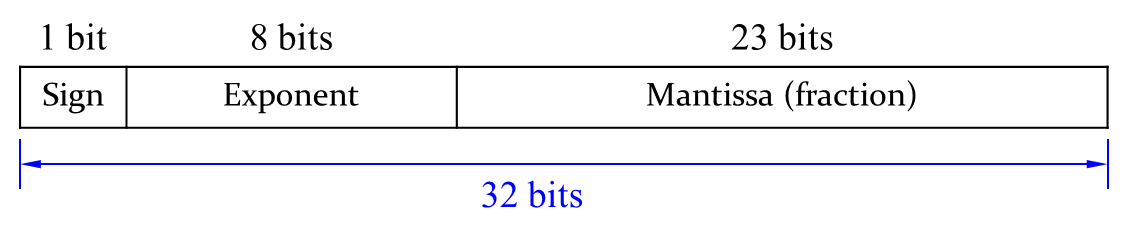 1 bit 8 bits 23 bits
Sign Exponent Mantissa (fraction)
32 bits